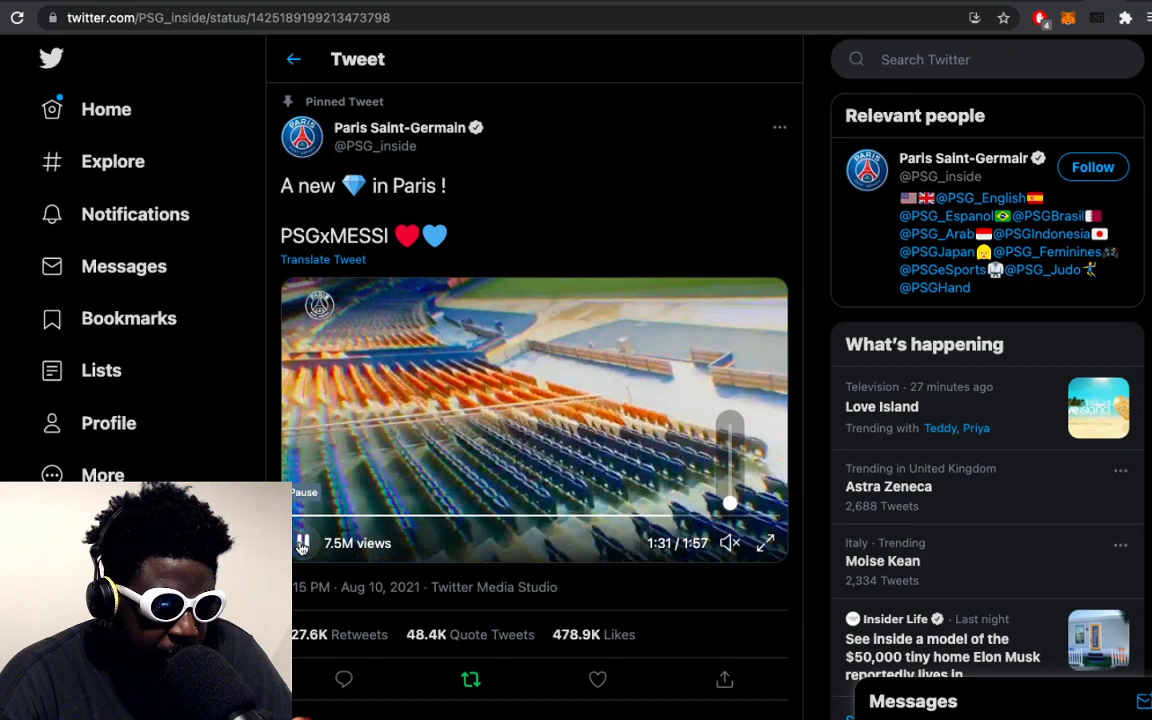 twitter.com/PSG_inside/status/1425189199213473798
4
Home
Explore
Notifications
Messages
Bookmarks
Lists
Profile
More
Tweet
Pinned Tweet
Paris Saint-Germain
@PSG_inside
A new 💎 in Paris !
PSGxMESSI ❤️💙
Translate Tweet
Pause
7.5M views
1:31 / 1:57
15 PM · Aug 10, 2021 · Twitter Media Studio
27.6K Retweets 48.4K Quote Tweets 478.9K Likes
Search Twitter
Relevant people
Paris Saint-Germain
@PSG_inside
Follow
🇺🇸🇬🇧@PSG_English🇪🇸
@PSG_Espanol🇧🇷@PSGBrasil🇶🇦
@PSG_Arab🇮🇩@PSGIndonesia🇯🇵
@PSGJapan👱‍♀️@PSG_Feminines🎮
@PSGeSports🥋@PSG_Judo🤾
@PSGHand
What's happening
Television · 27 minutes ago
Love Island
Trending with Teddy, Priya
Trending in United Kingdom
Astra Zeneca
2,688 Tweets
Italy · Trending
Moise Kean
2,334 Tweets
Insider Life · Last night
See inside a model of the
$50,000 tiny home Elon Musk
reportedly lives in
Messages